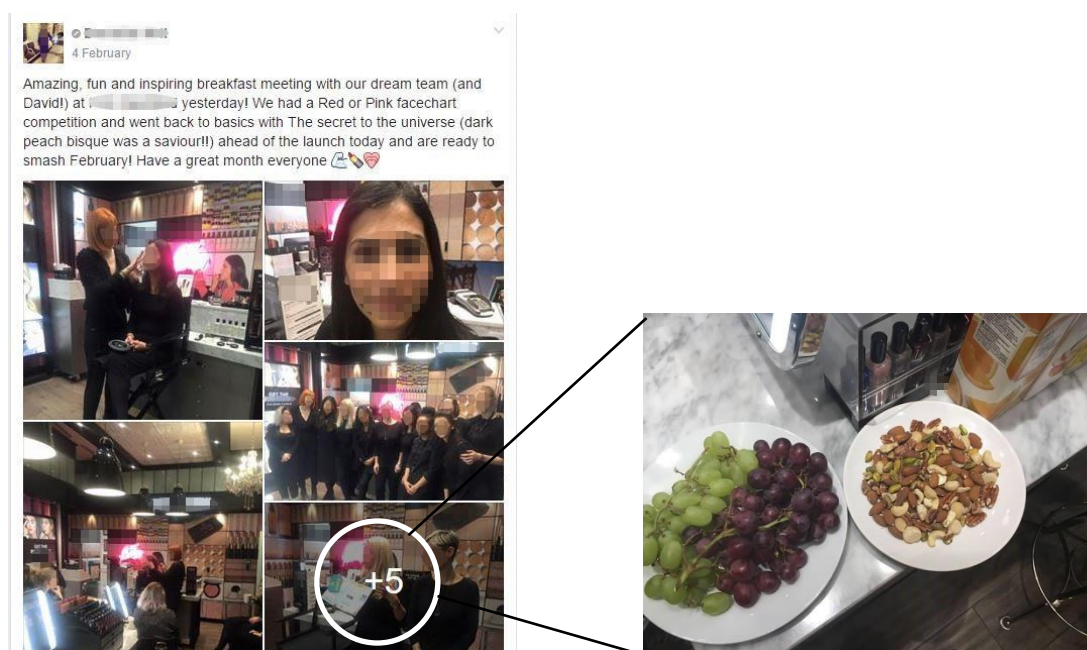 4 February
Amazing, fun and inspiring breakfast meeting with our dream team (and
David!) at yesterday! We had a Red or Pink facechart
competition and went back to basics with The secret to the universe (dark
peach bisque was a saviour!!) ahead of the launch today and are ready to
smash February! Have a great month everyone
GET THE
+5